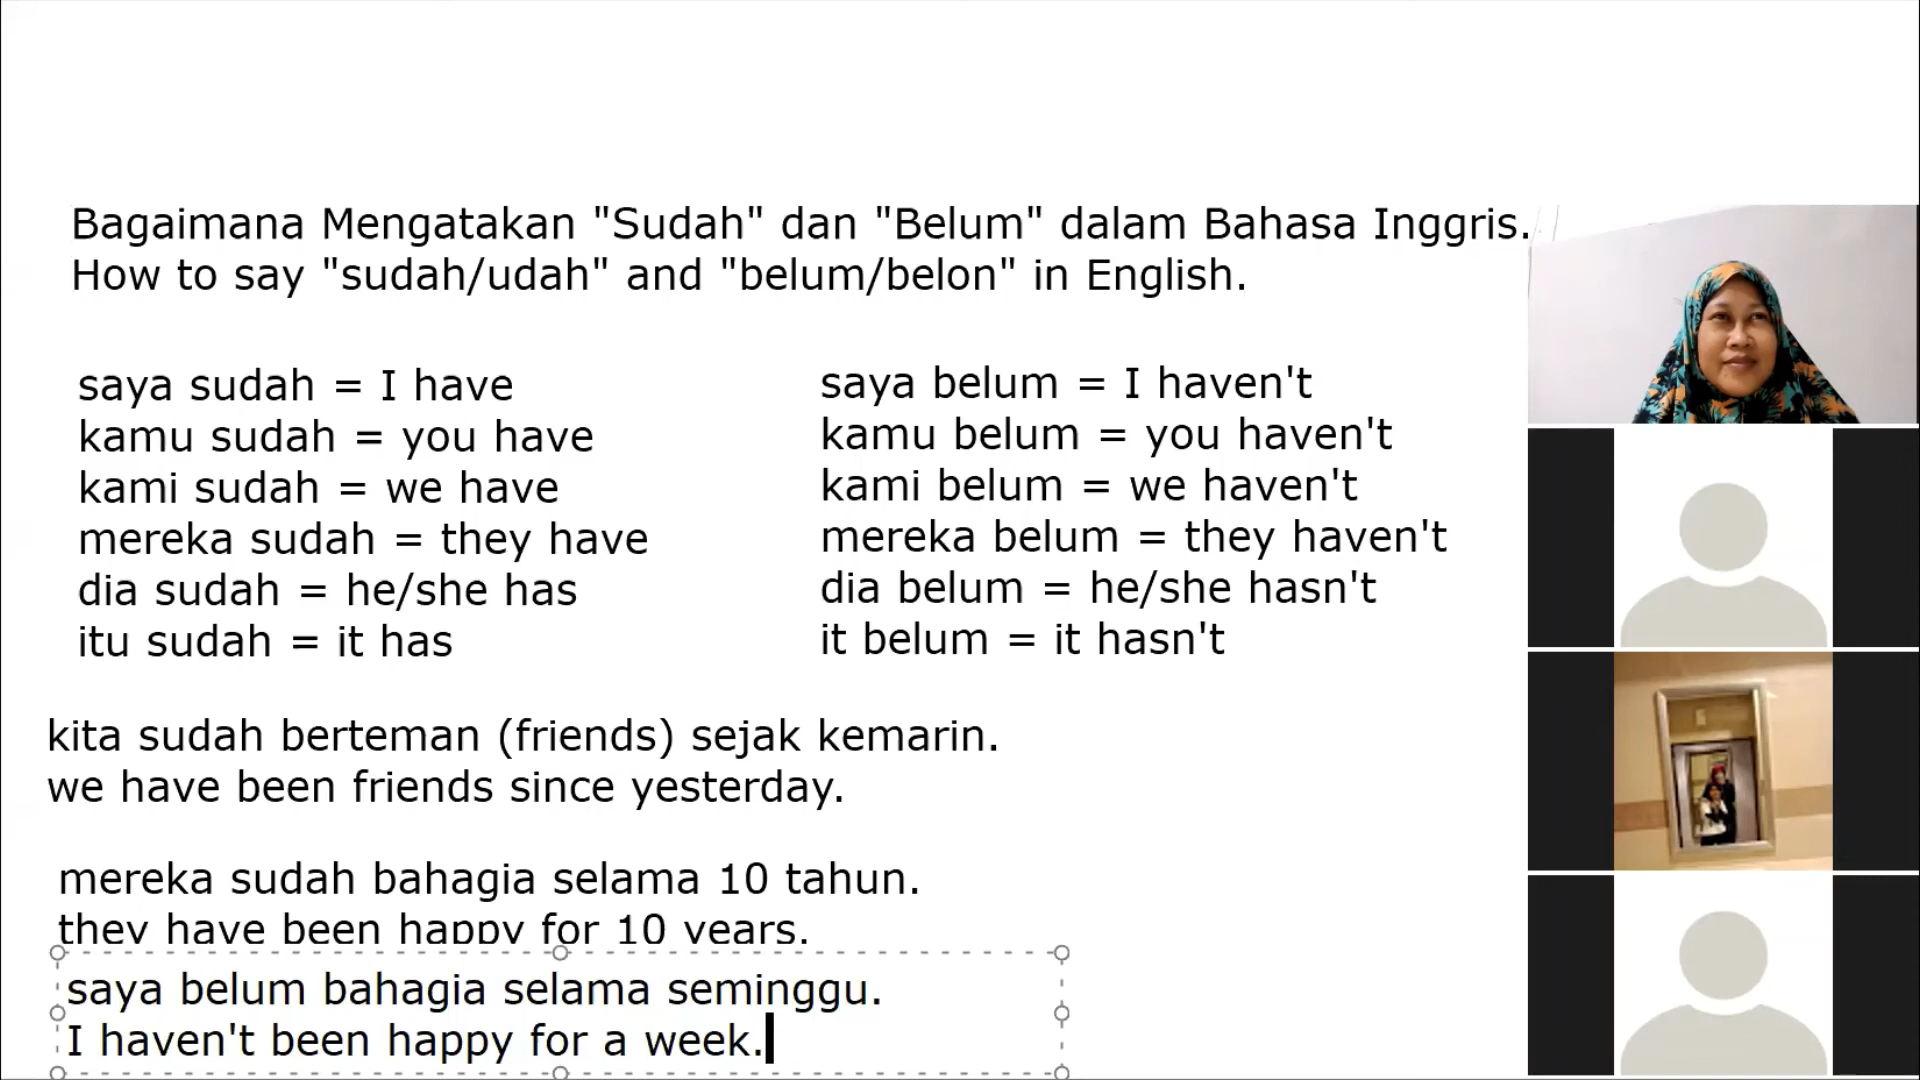 Bagaimana Mengatakan "Sudah" dan "Belum" dalam Bahasa Inggris.
How to say "sudah/udah" and "belum/belon" in English.
saya sudah = I have
kamu sudah = you have
kami sudah = we have
mereka sudah = they have
dia sudah = he/she has
itu sudah = it has
saya belum = I haven't
kamu belum = you haven't
kami belum = we haven't
mereka belum = they haven't
dia belum = he/she hasn't
it belum = it hasn't
kita sudah berteman (friends) sejak kemarin.
we have been friends since yesterday.
mereka sudah bahagia selama 10 tahun.
they have been happy for 10 years.
saya belum bahagia selama seminggu.
I haven't been happy for a week.